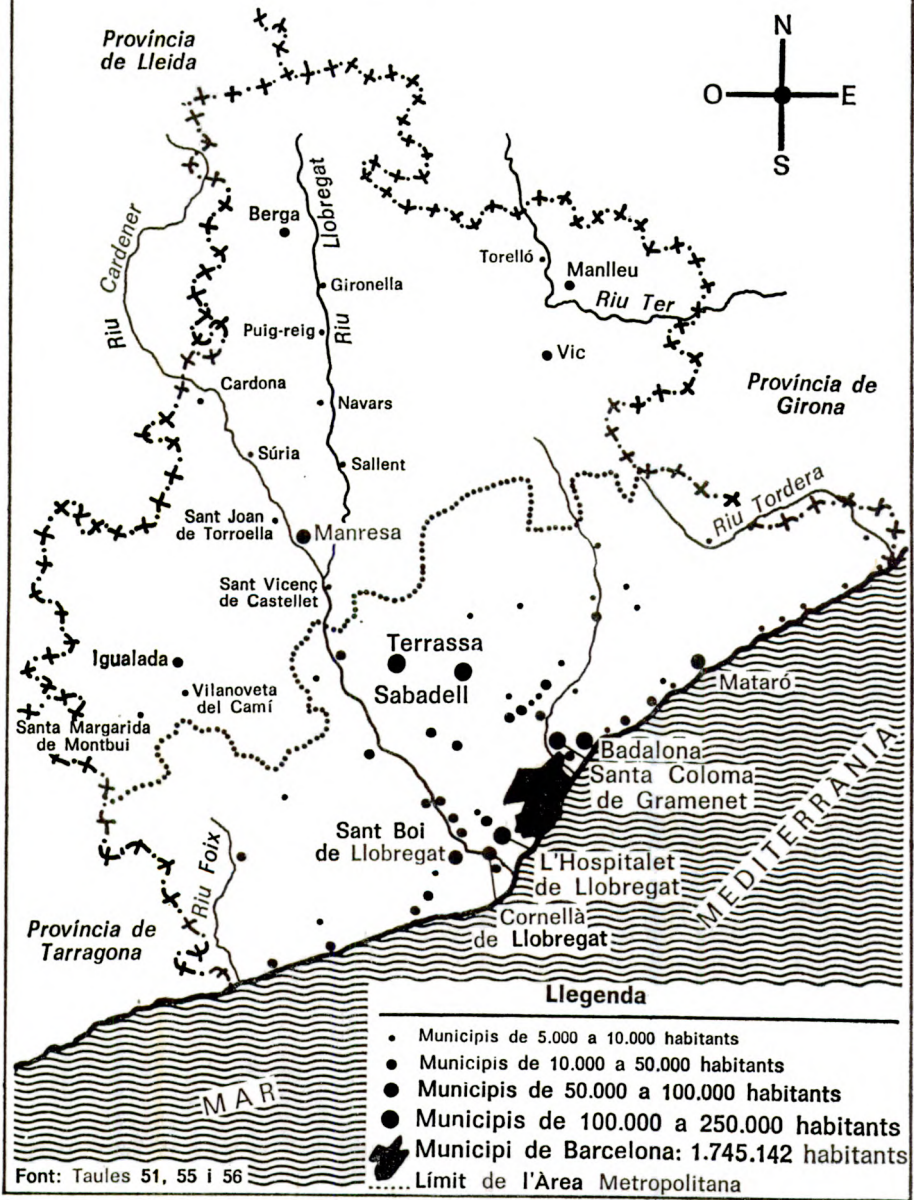 Província
de Lleida
N
O
E
S
Riu Cardener
Berga
Riu Llobregat
Torelló
Manlleu
Gironella
Riu Ter
Puig-reig
Vic
Cardona
Província de
Girona
Navars
Súria
Sallent
Riu Tordera
Sant Joan
de Torroella
Manresa
Sant Vicenç
de Castellet
Terrassa
Igualada
Sabadell
Mataró
Vilanoveta
del Camí
Santa Margarida
de Montbui
Badalona
Santa Coloma
de Gramenet
Sant Boi
de Llobregat
L'Hospitalet
de Llobregat
Riu Foix
Cornellà
de Llobregat
Província de
Tarragona
MAR
MEDITERRÀNIA
Llegenda
Municipis de 5.000 a 10.000 habitants
Municipis de 10.000 a 50.000 habitants
Municipis de 50.000 a 100.000 habitants
Municipis de 100.000 a 250.000 habitants
Municipi de Barcelona: 1.745.142 habitants
Límit de l'Àrea Metropolitana
Font: Taules 51, 55 i 56